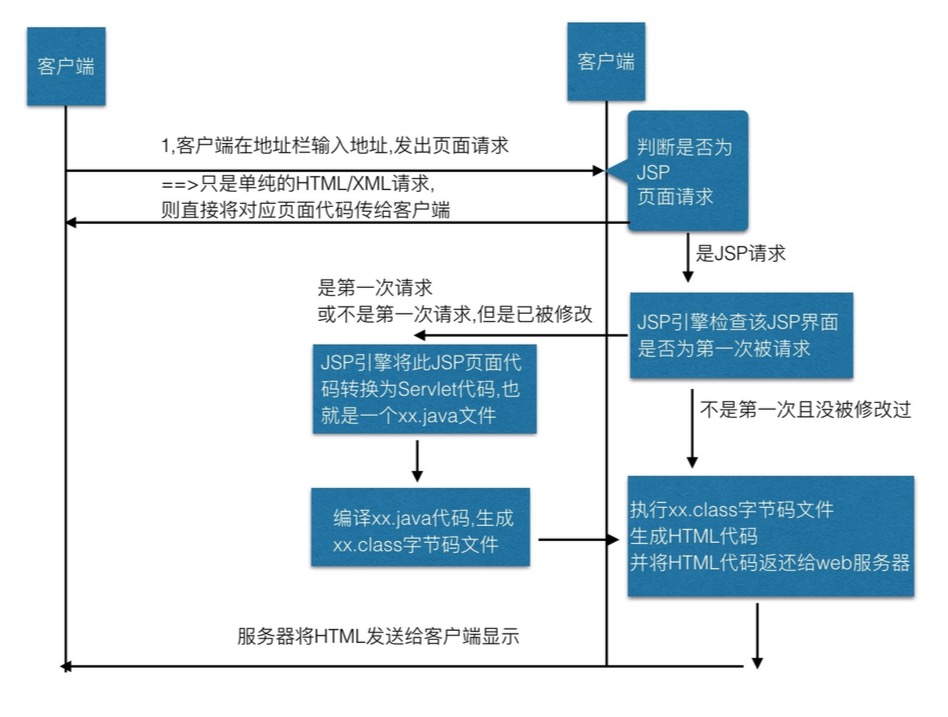 客户端
客户端
1,客户端在地址栏输入地址,发出页面请求
判断是否为
JSP
页面请求
==>只是单纯的HTML/XML请求,
则直接将对应页面代码传给客户端
是JSP请求
是第一次请求
或不是第一次请求,但是已被修改
JSP引擎检查该JSP界面
是否为第一次被请求
JSP引擎将此JSP页面代
码转换为Servlet代码,也
就是一个xx.java文件
不是第一次且没被修改过
编译xx.java代码,生成
xx.class字节码文件
执行xx.class字节码文件
生成HTML代码
并将HTML代码返还给web服务器
服务器将HTML发送给客户端显示